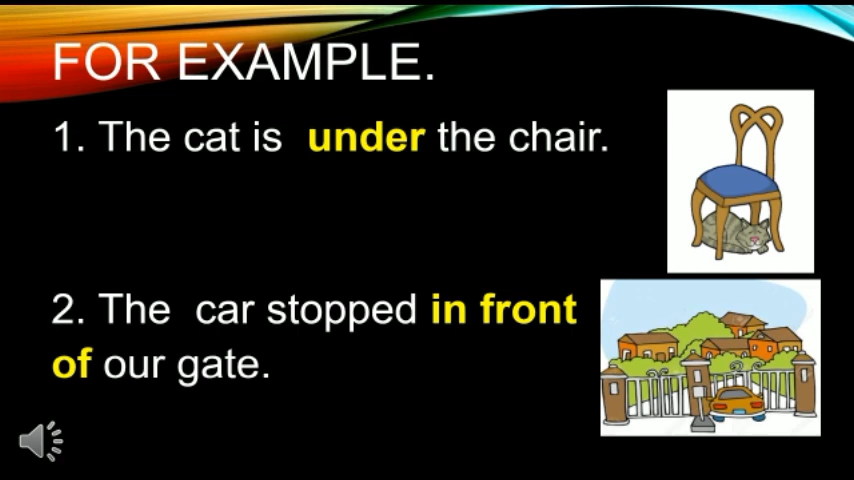 FOR EXAMPLE.
1. The cat is  under the chair.
2. The  car stopped in front
of our gate.